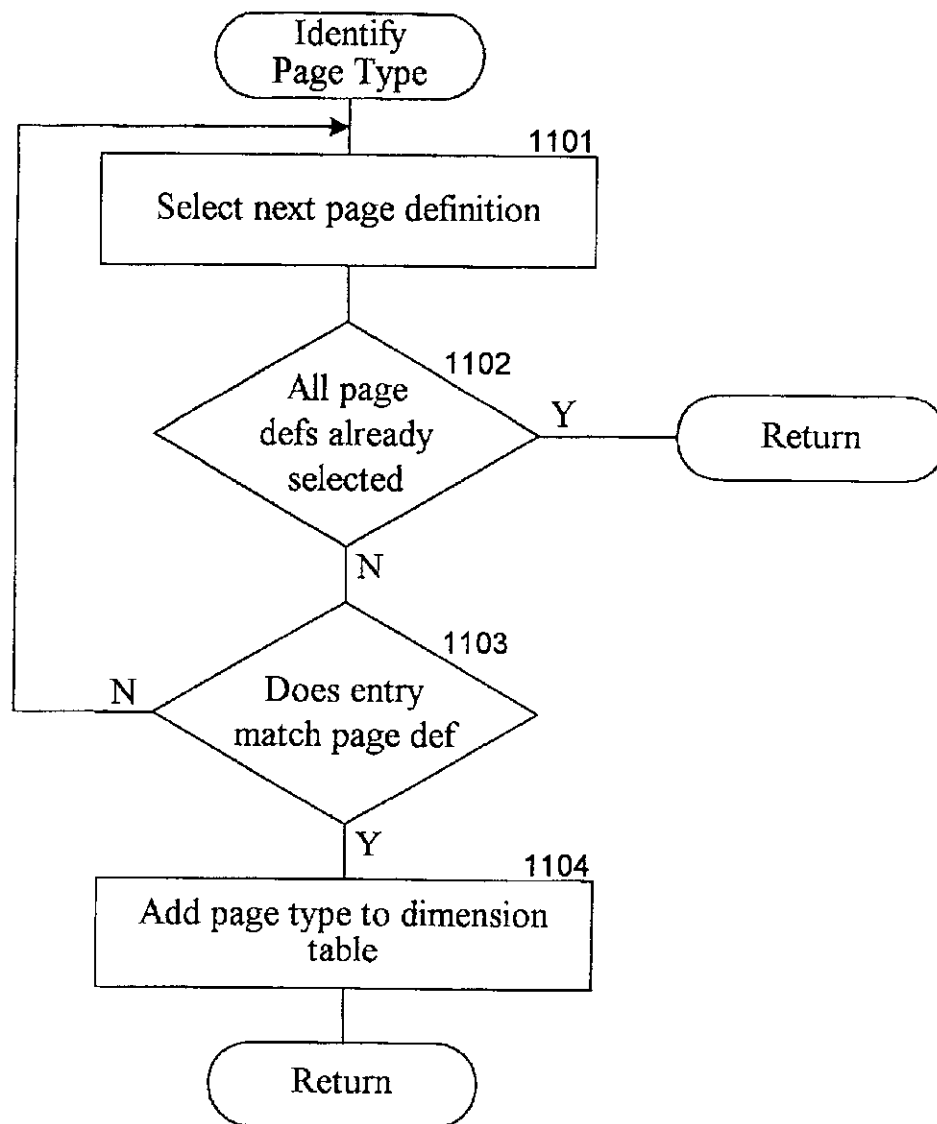 Identify
Page Type
1101
Select next page definition
1102
All page
defs already
selected
Y
Return
N
1103
Does entry
match page def
N
Y
1104
Add page type to dimension
table
Return